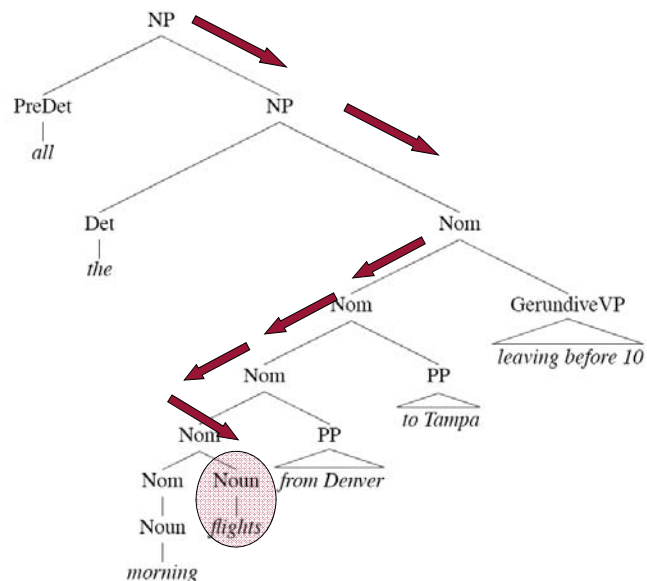 NP
PreDet NP
all
Det Nom
the
Nom GerundiveVP
leaving before 10
Nom PP
to Tampa
Nom PP
Nom Noun from Denver
Noun flights
morning